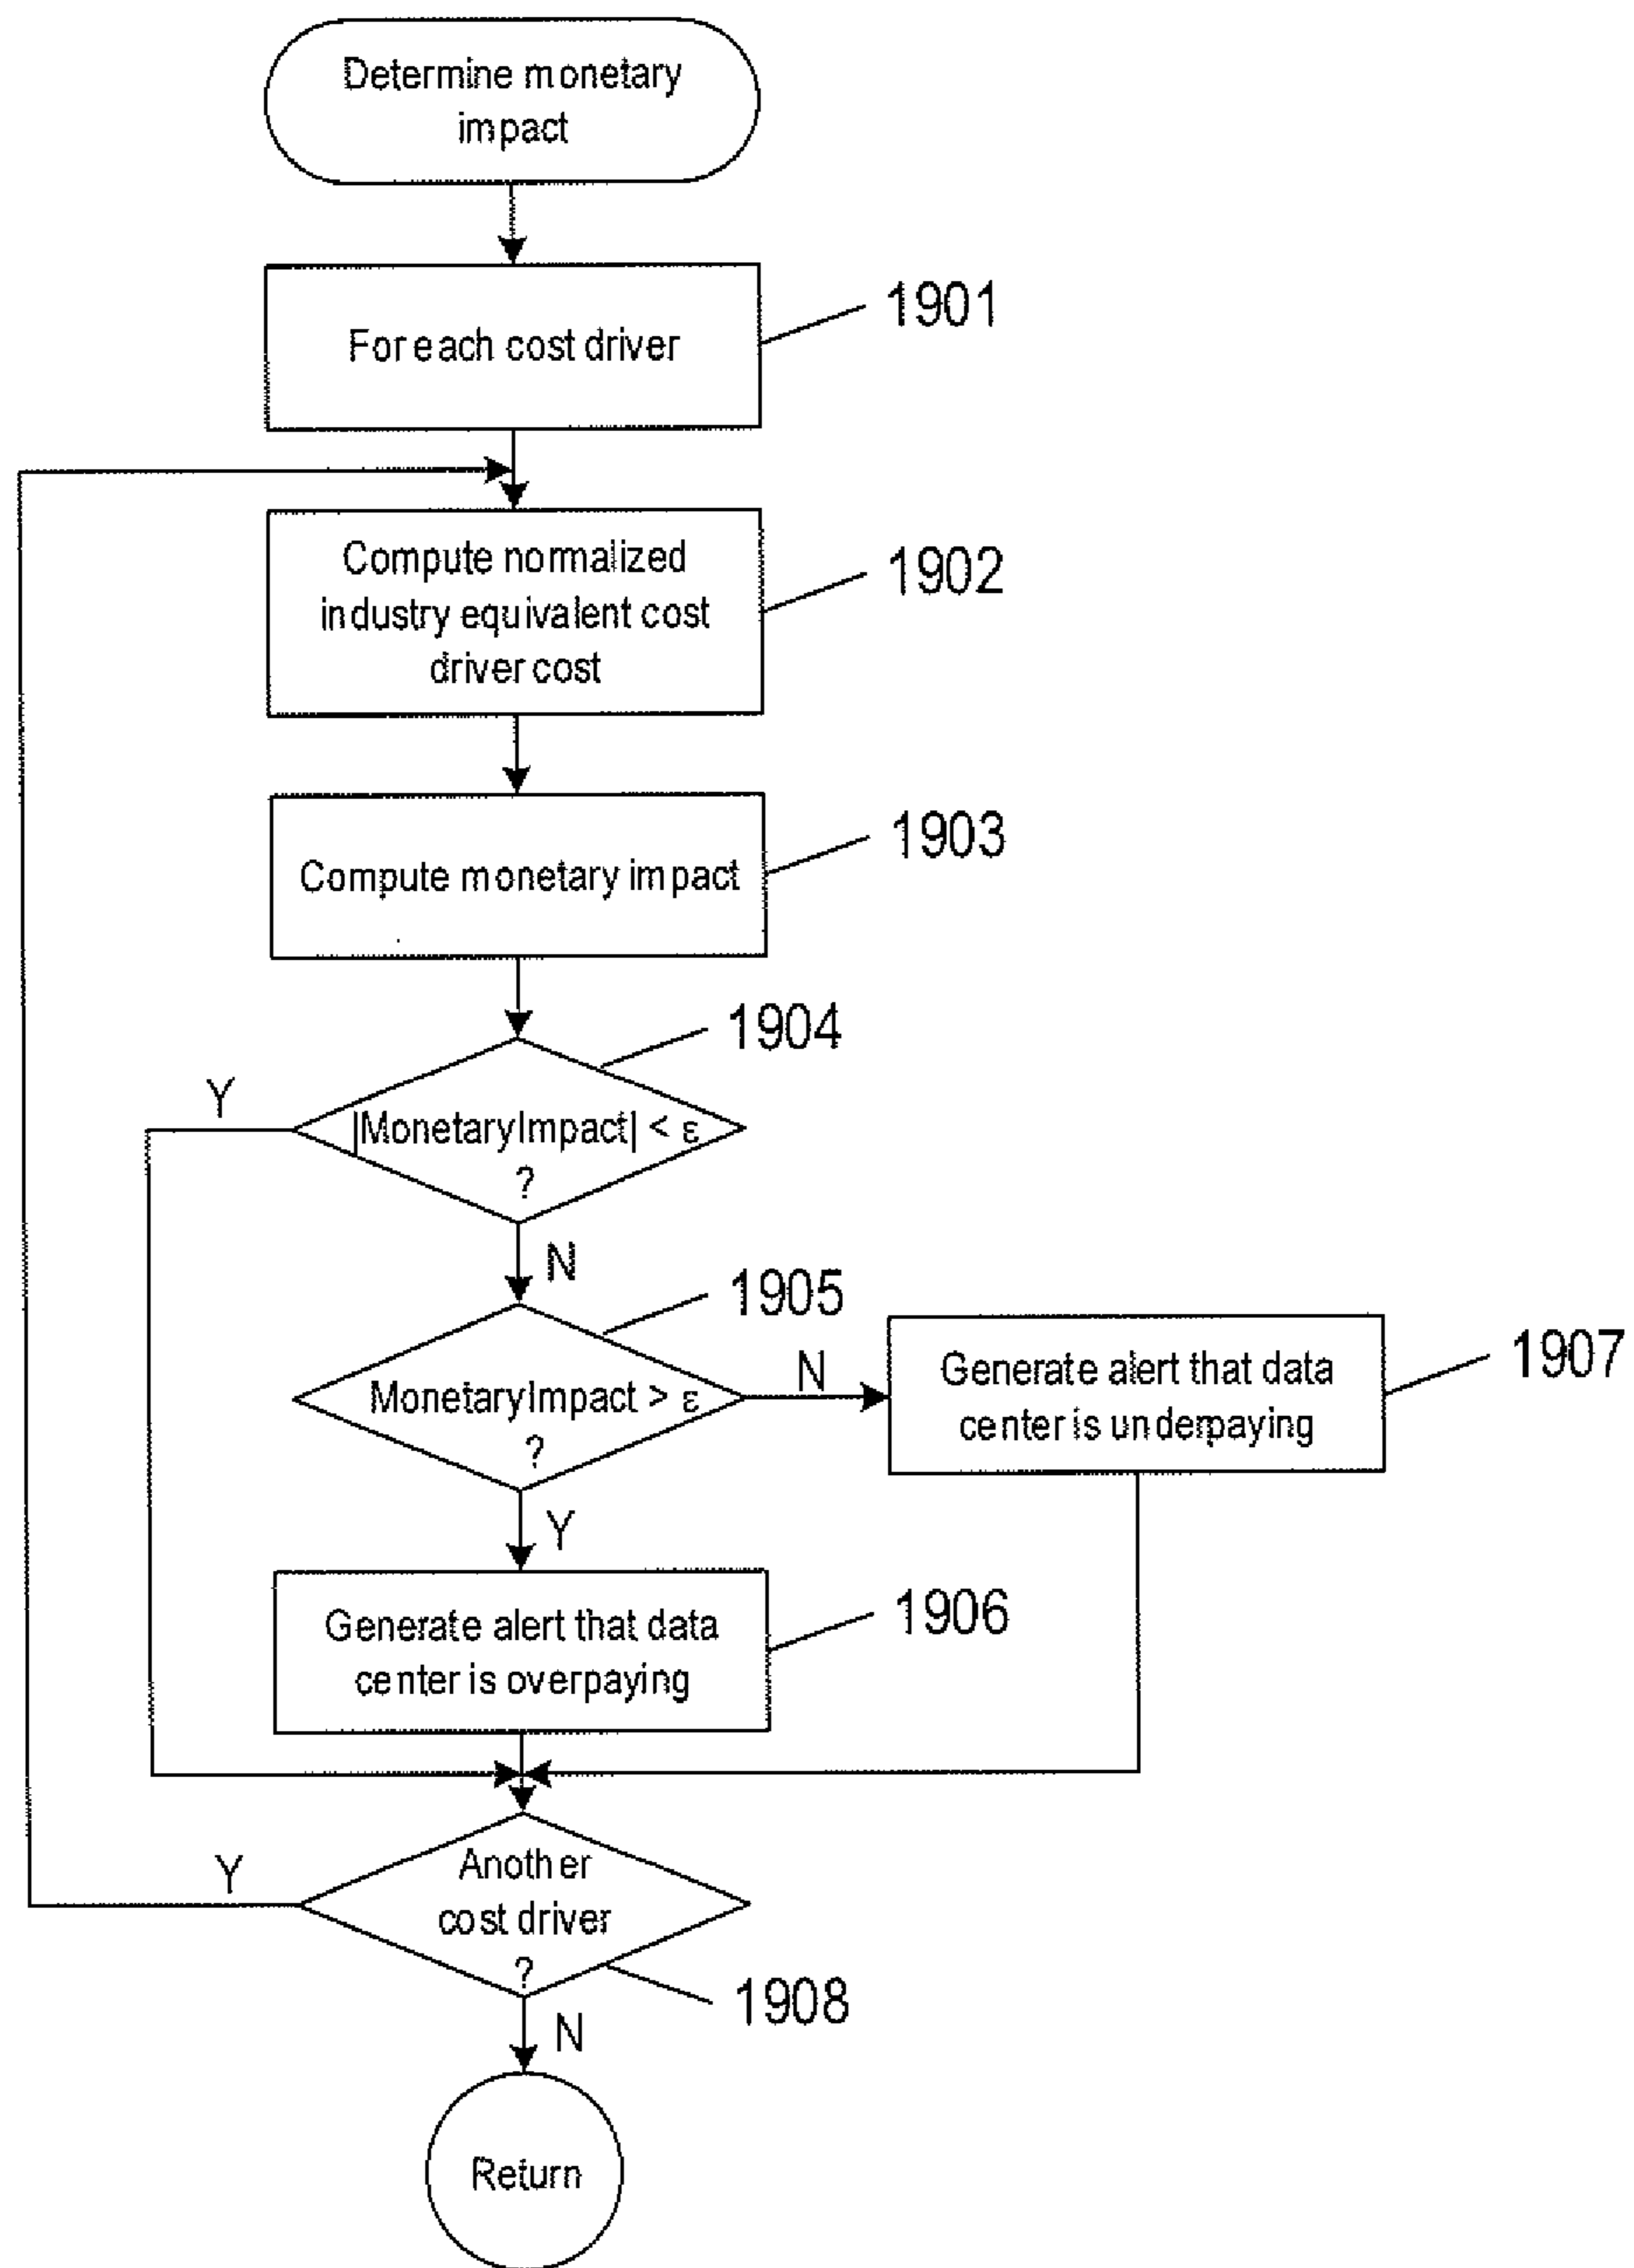 Determine monetary
impact
1901
For each cost driver
1902
Compute normalized
industry equivalent cost
driver cost
1903
Compute monetary impact
1904
Y
|MonetaryImpact| < ε
?
N
1905
MonetaryImpact > ε
?
N
1907
Generate alert that data
center is underpaying
Y
1906
Generate alert that data
center is overpaying
Y
Another
cost driver
?
1908
N
Return